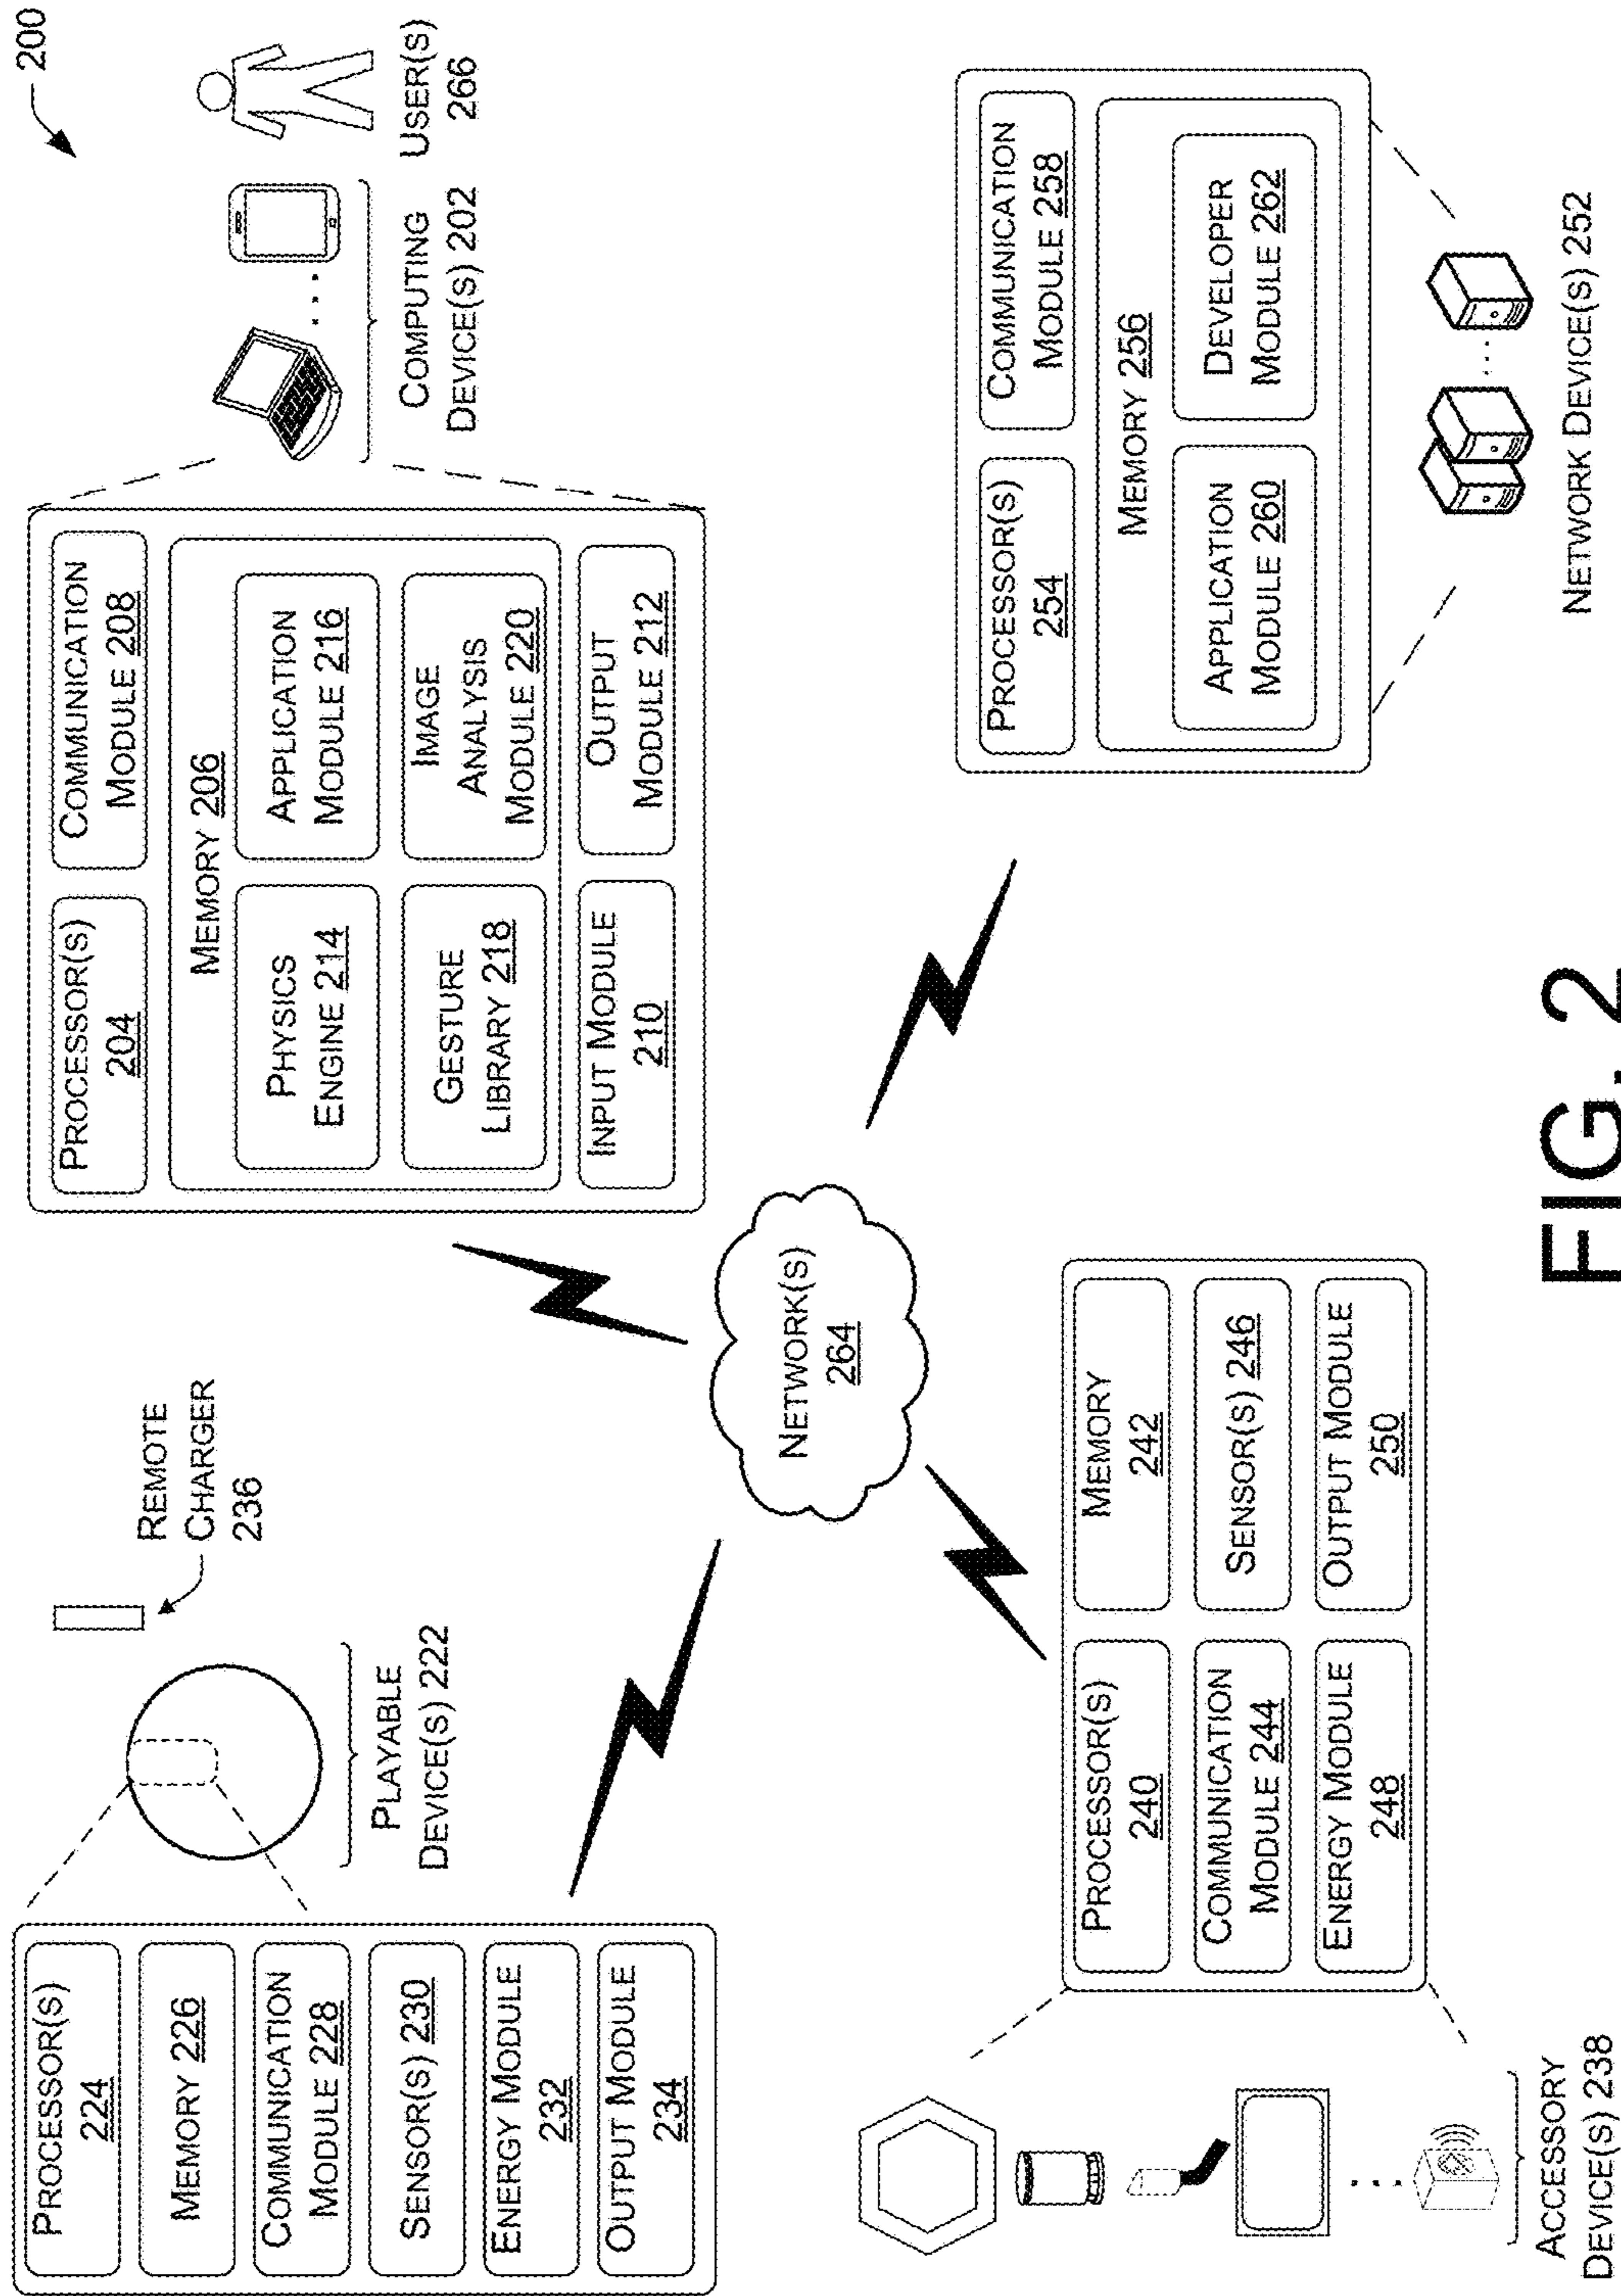 200
PROCESSOR(S)
224
MEMORY 226
COMMUNICATION
MODULE 228
SENSOR(S) 230
ENERGY MODULE
232
OUTPUT MODULE
234
REMOTE
CHARGER
236
PLAYABLE
DEVICE(S) 222
PROCESSOR(S)
204
COMMUNICATION
MODULE 208
MEMORY 206
PHYSICS
ENGINE 214
APPLICATION
MODULE 216
GESTURE
LIBRARY 218
IMAGE
ANALYSIS
MODULE 220
INPUT MODULE
210
OUTPUT
MODULE 212
COMPUTING
DEVICE(S) 202
USER(S)
266
NETWORK(S)
264
ACCESSORY
DEVICE(S) 238
PROCESSOR(S)
240
MEMORY
242
COMMUNICATION
MODULE 244
SENSOR(S) 246
ENERGY MODULE
248
OUTPUT MODULE
250
PROCESSOR(S)
254
COMMUNICATION
MODULE 258
MEMORY 256
APPLICATION
MODULE 260
DEVELOPER
MODULE 262
NETWORK DEVICE(S) 252
FIG. 2